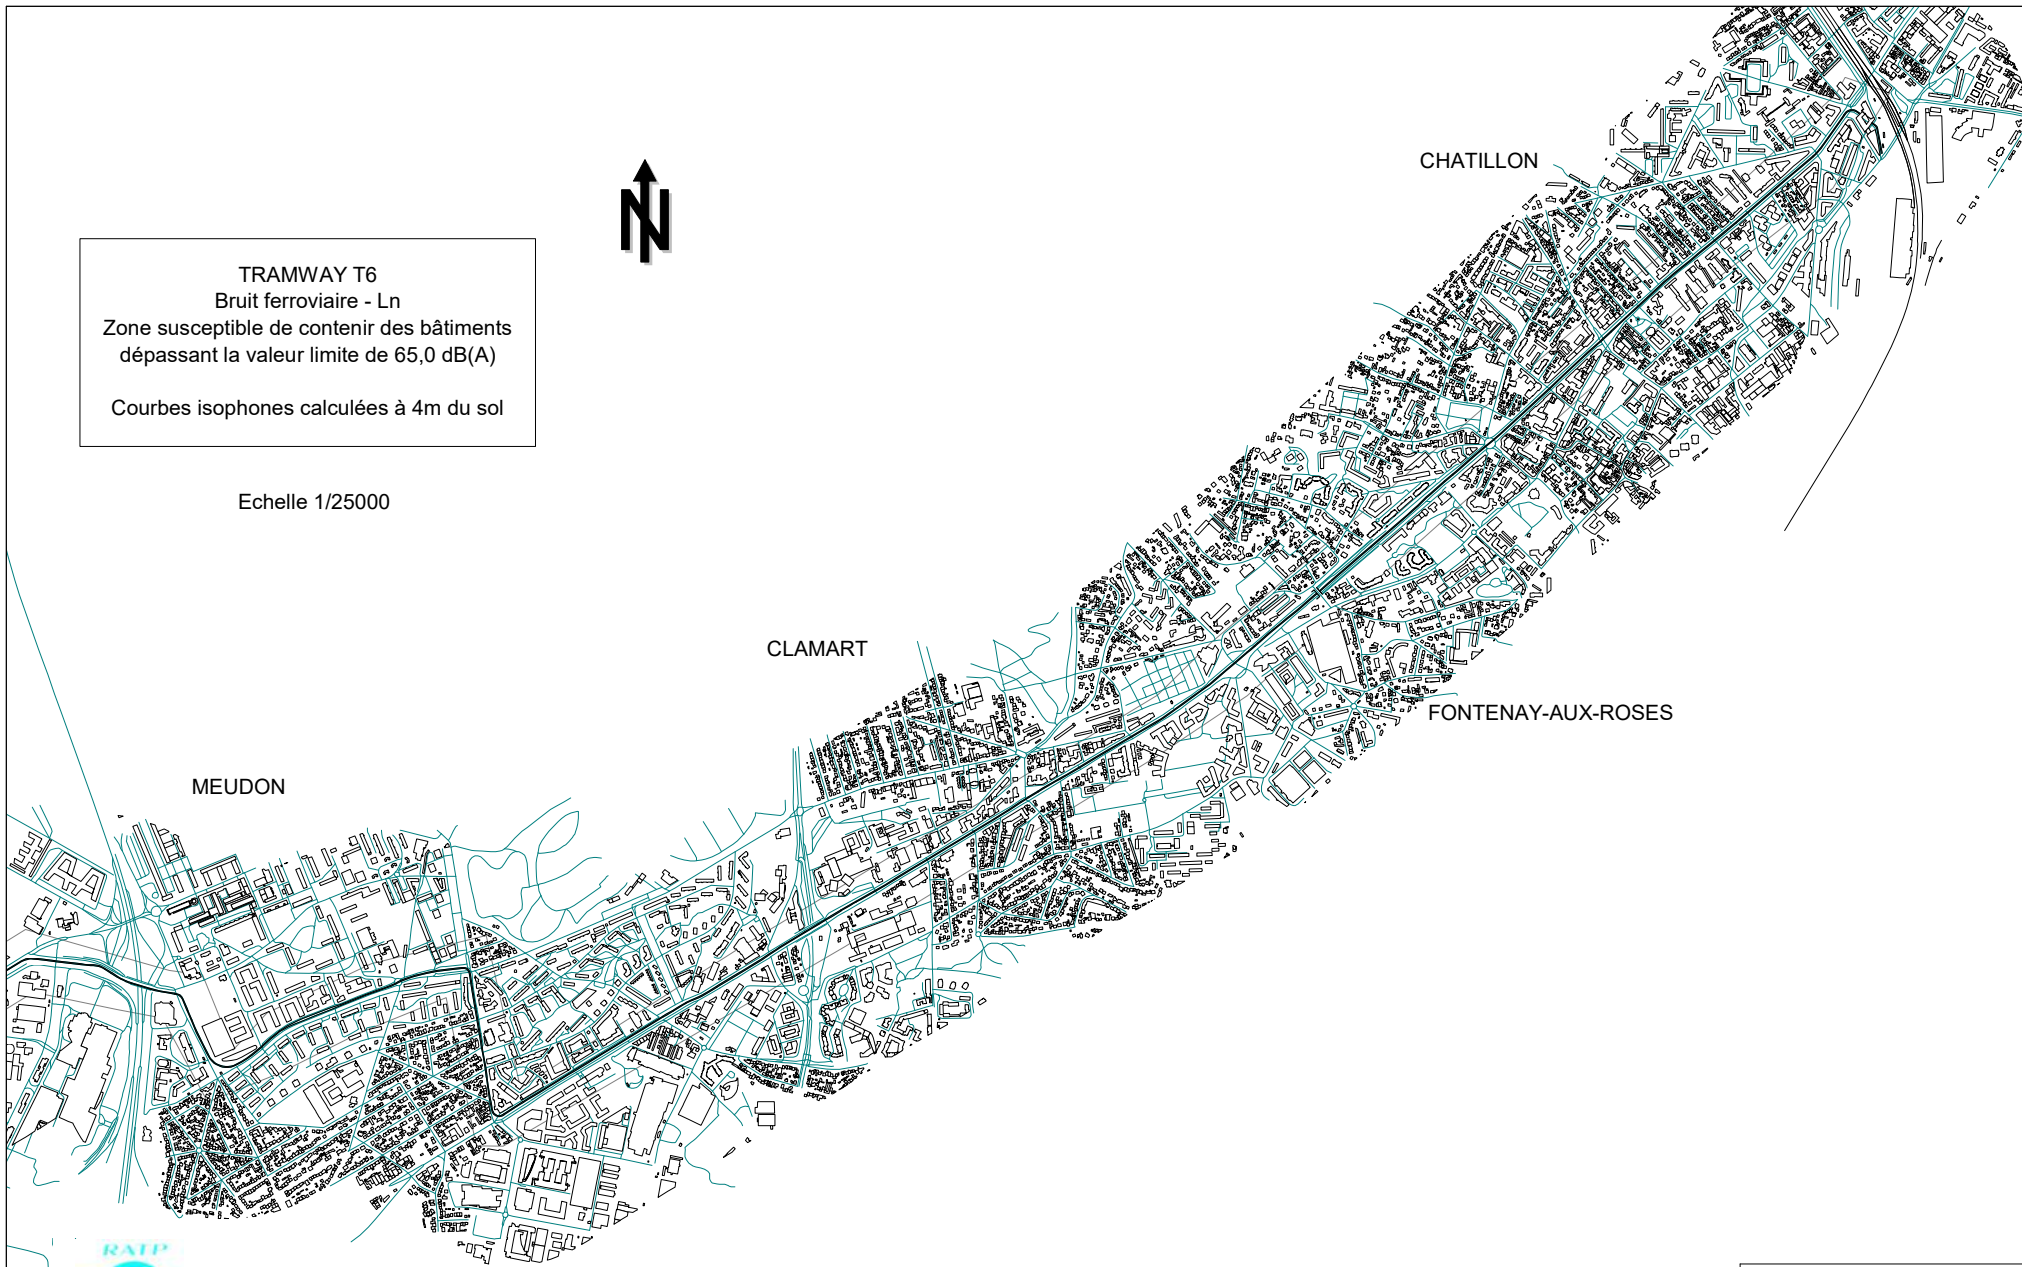 CHATILLON
TRAMWAY T6
Bruit ferroviaire - Ln
Zone susceptible de contenir des bâtiments
dépassant la valeur limite de 65,0 dB(A)
Courbes isophones calculées à 4m du sol
Echelle 1/25000
CLAMART
FONTENAY-AUX-ROSES
MEUDON
RATP